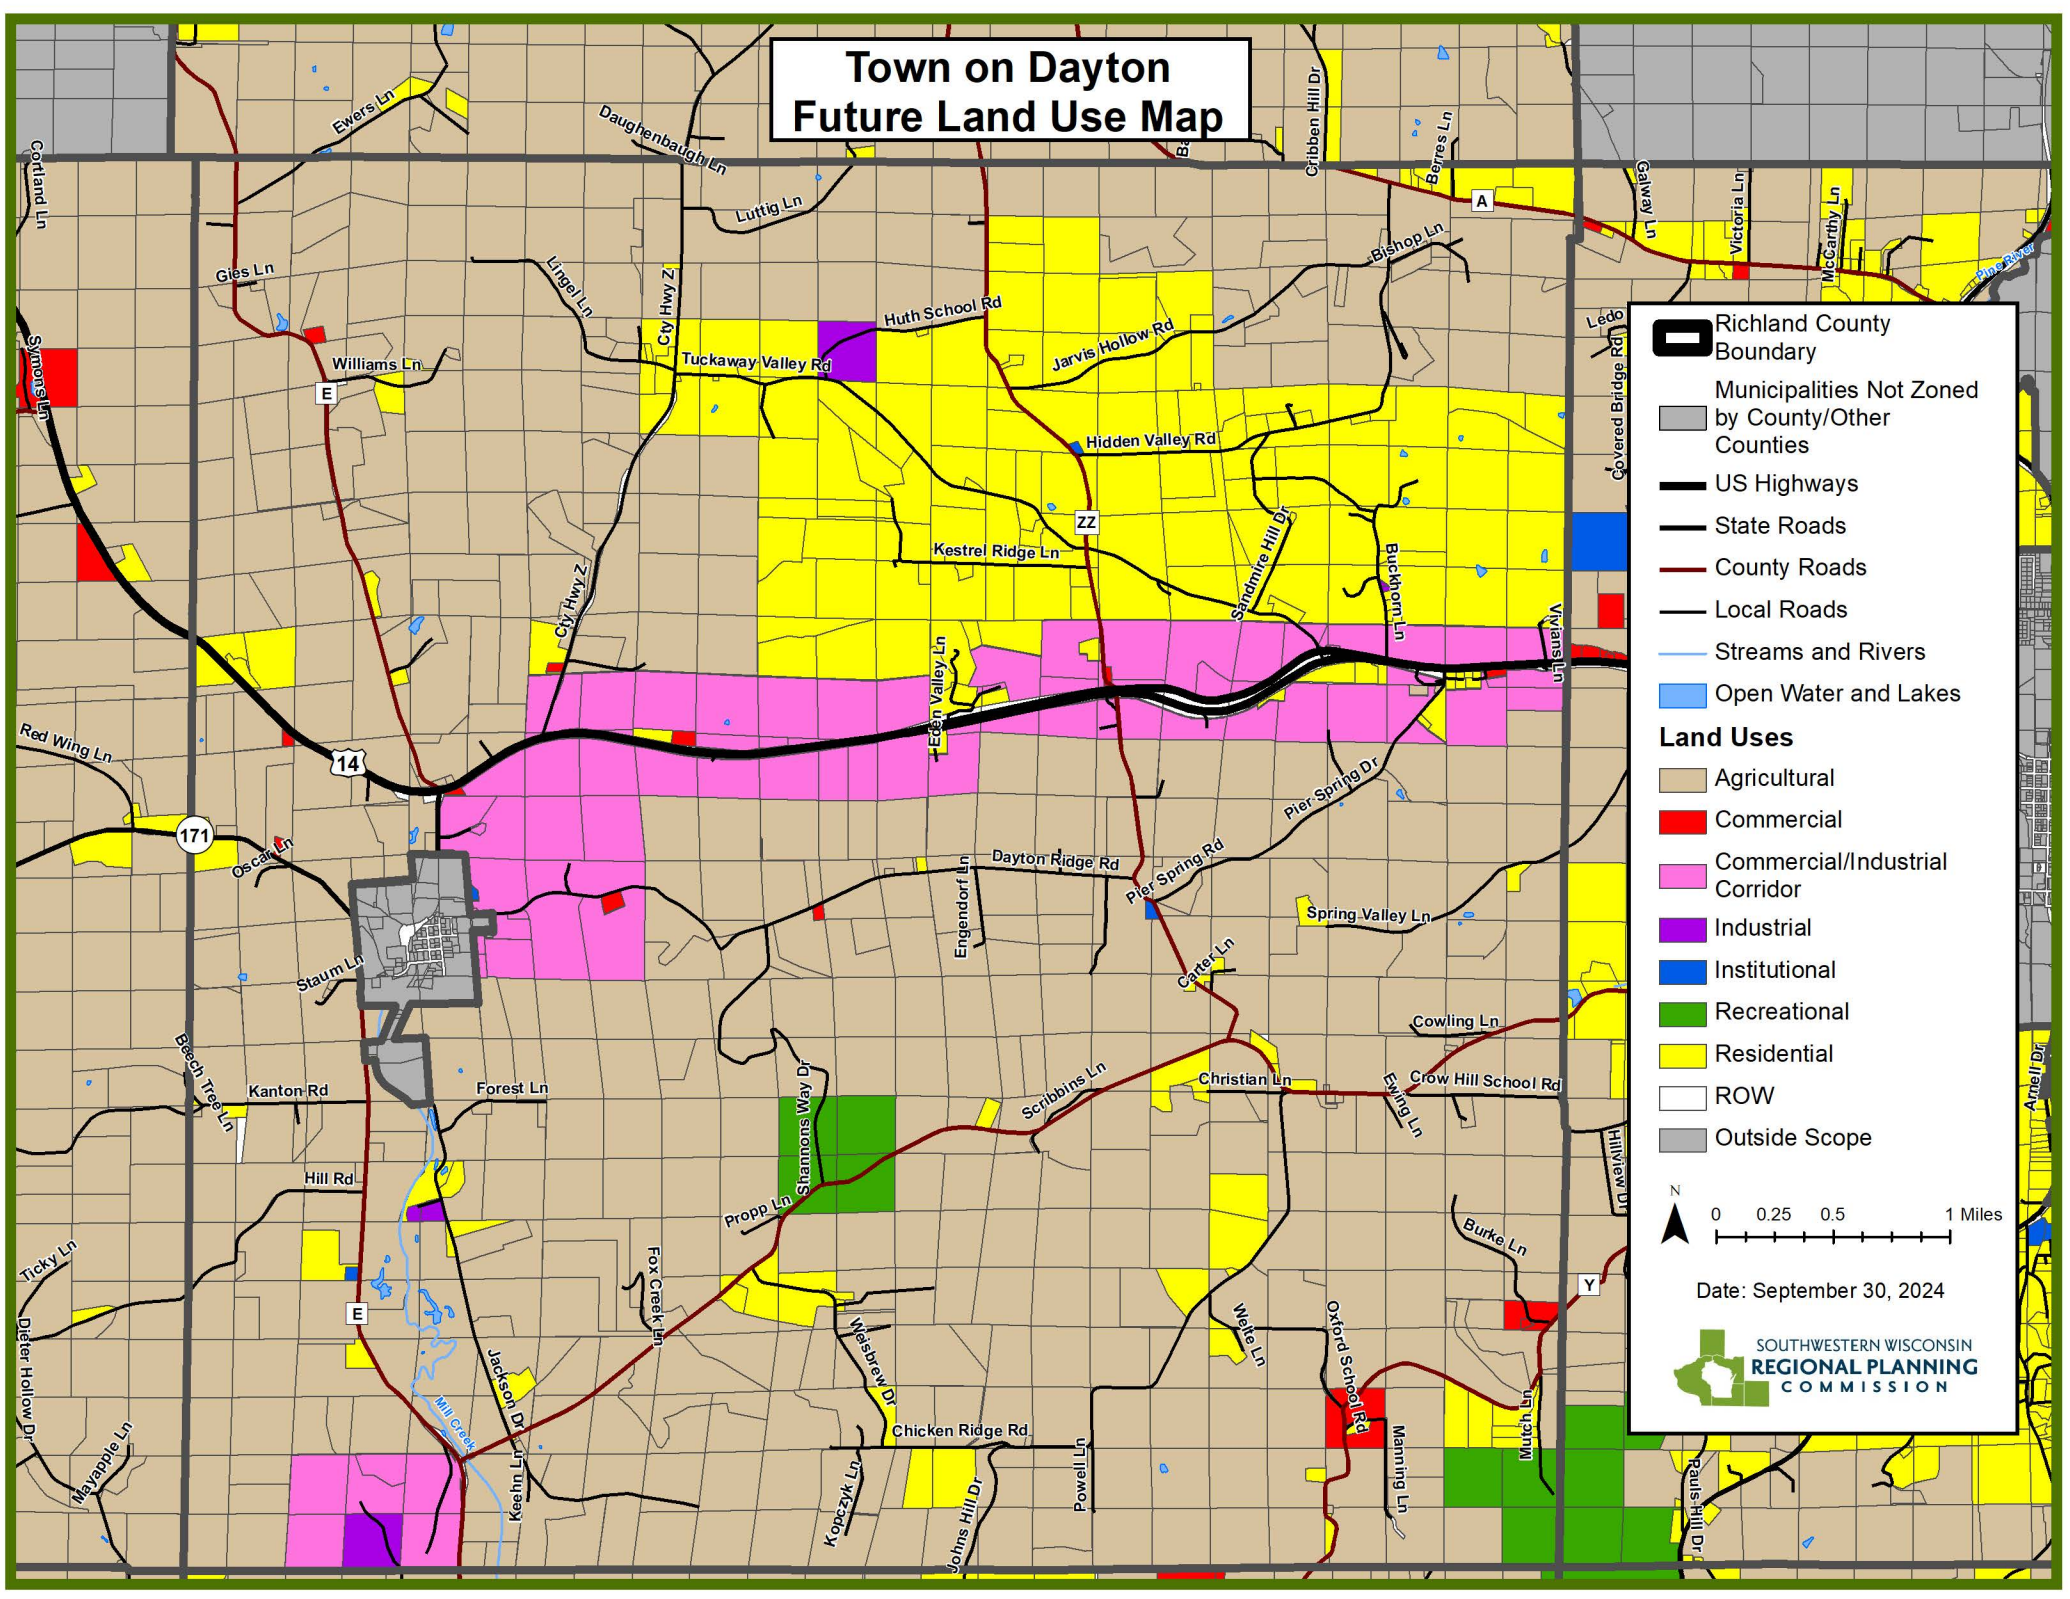 Town on Dayton
Future Land Use Map
Cortland Ln
Ewers Ln
Daughenbaugh Ln
Luttig Ln
Cribben Hill Dr
Berres Ln
A
Galway Ln
Victoria Ln
McCarthy Ln
Pine River
Bishop Ln
Gies Ln
Lingel Ln
Cty Hwy Z
Huth School Rd
Jarvis Hollow Rd
Symons Ln
Williams Ln
Tuckaway Valley Rd
E
Covered Bridge Rd
Hidden Valley Rd
ZZ
Kestrel Ridge Ln
Sandmire Hill Dr
Buckhorn Ln
Cty Hwy Z
Vivians Ln
Eden Valley Ln
Red Wing Ln
14
Pier Spring Dr
171
Oscar Ln
Dayton Ridge Rd
Pier Spring Rd
Engendorf Ln
Spring Valley Ln
Staum Ln
Carter Ln
Cowling Ln
Beech Tree Ln
Kanton Rd
Forest Ln
Shannons Way Dr
Scribbins Ln
Christian Ln
Ewing Ln
Crow Hill School Rd
Arnell Dr
Hillview Dr
Hill Rd
Propp Ln
Burke Ln
Ticky Ln
Fox Creek Ln
Y
E
Dieter Hollow Dr
Weisbrew Dr
Welte Ln
Oxford School Rd
Jackson Dr
Mill Creek
Mutch Ln
Mayapple Ln
Chicken Ridge Rd
Manning Ln
Keehn Ln
Kopczyk Ln
Johns Hill Dr
Powell Ln
Pauls Hill Dr
Richland County
Boundary
Municipalities Not Zoned
by County/Other
Counties
US Highways
State Roads
County Roads
Local Roads
Streams and Rivers
Open Water and Lakes
Land Uses
Agricultural
Commercial
Commercial/Industrial
Corridor
Industrial
Institutional
Recreational
Residential
ROW
Outside Scope
N
0 0.25 0.5 1 Miles
Date: September 30, 2024
SOUTHWESTERN WISCONSIN
REGIONAL PLANNING
COMMISSION